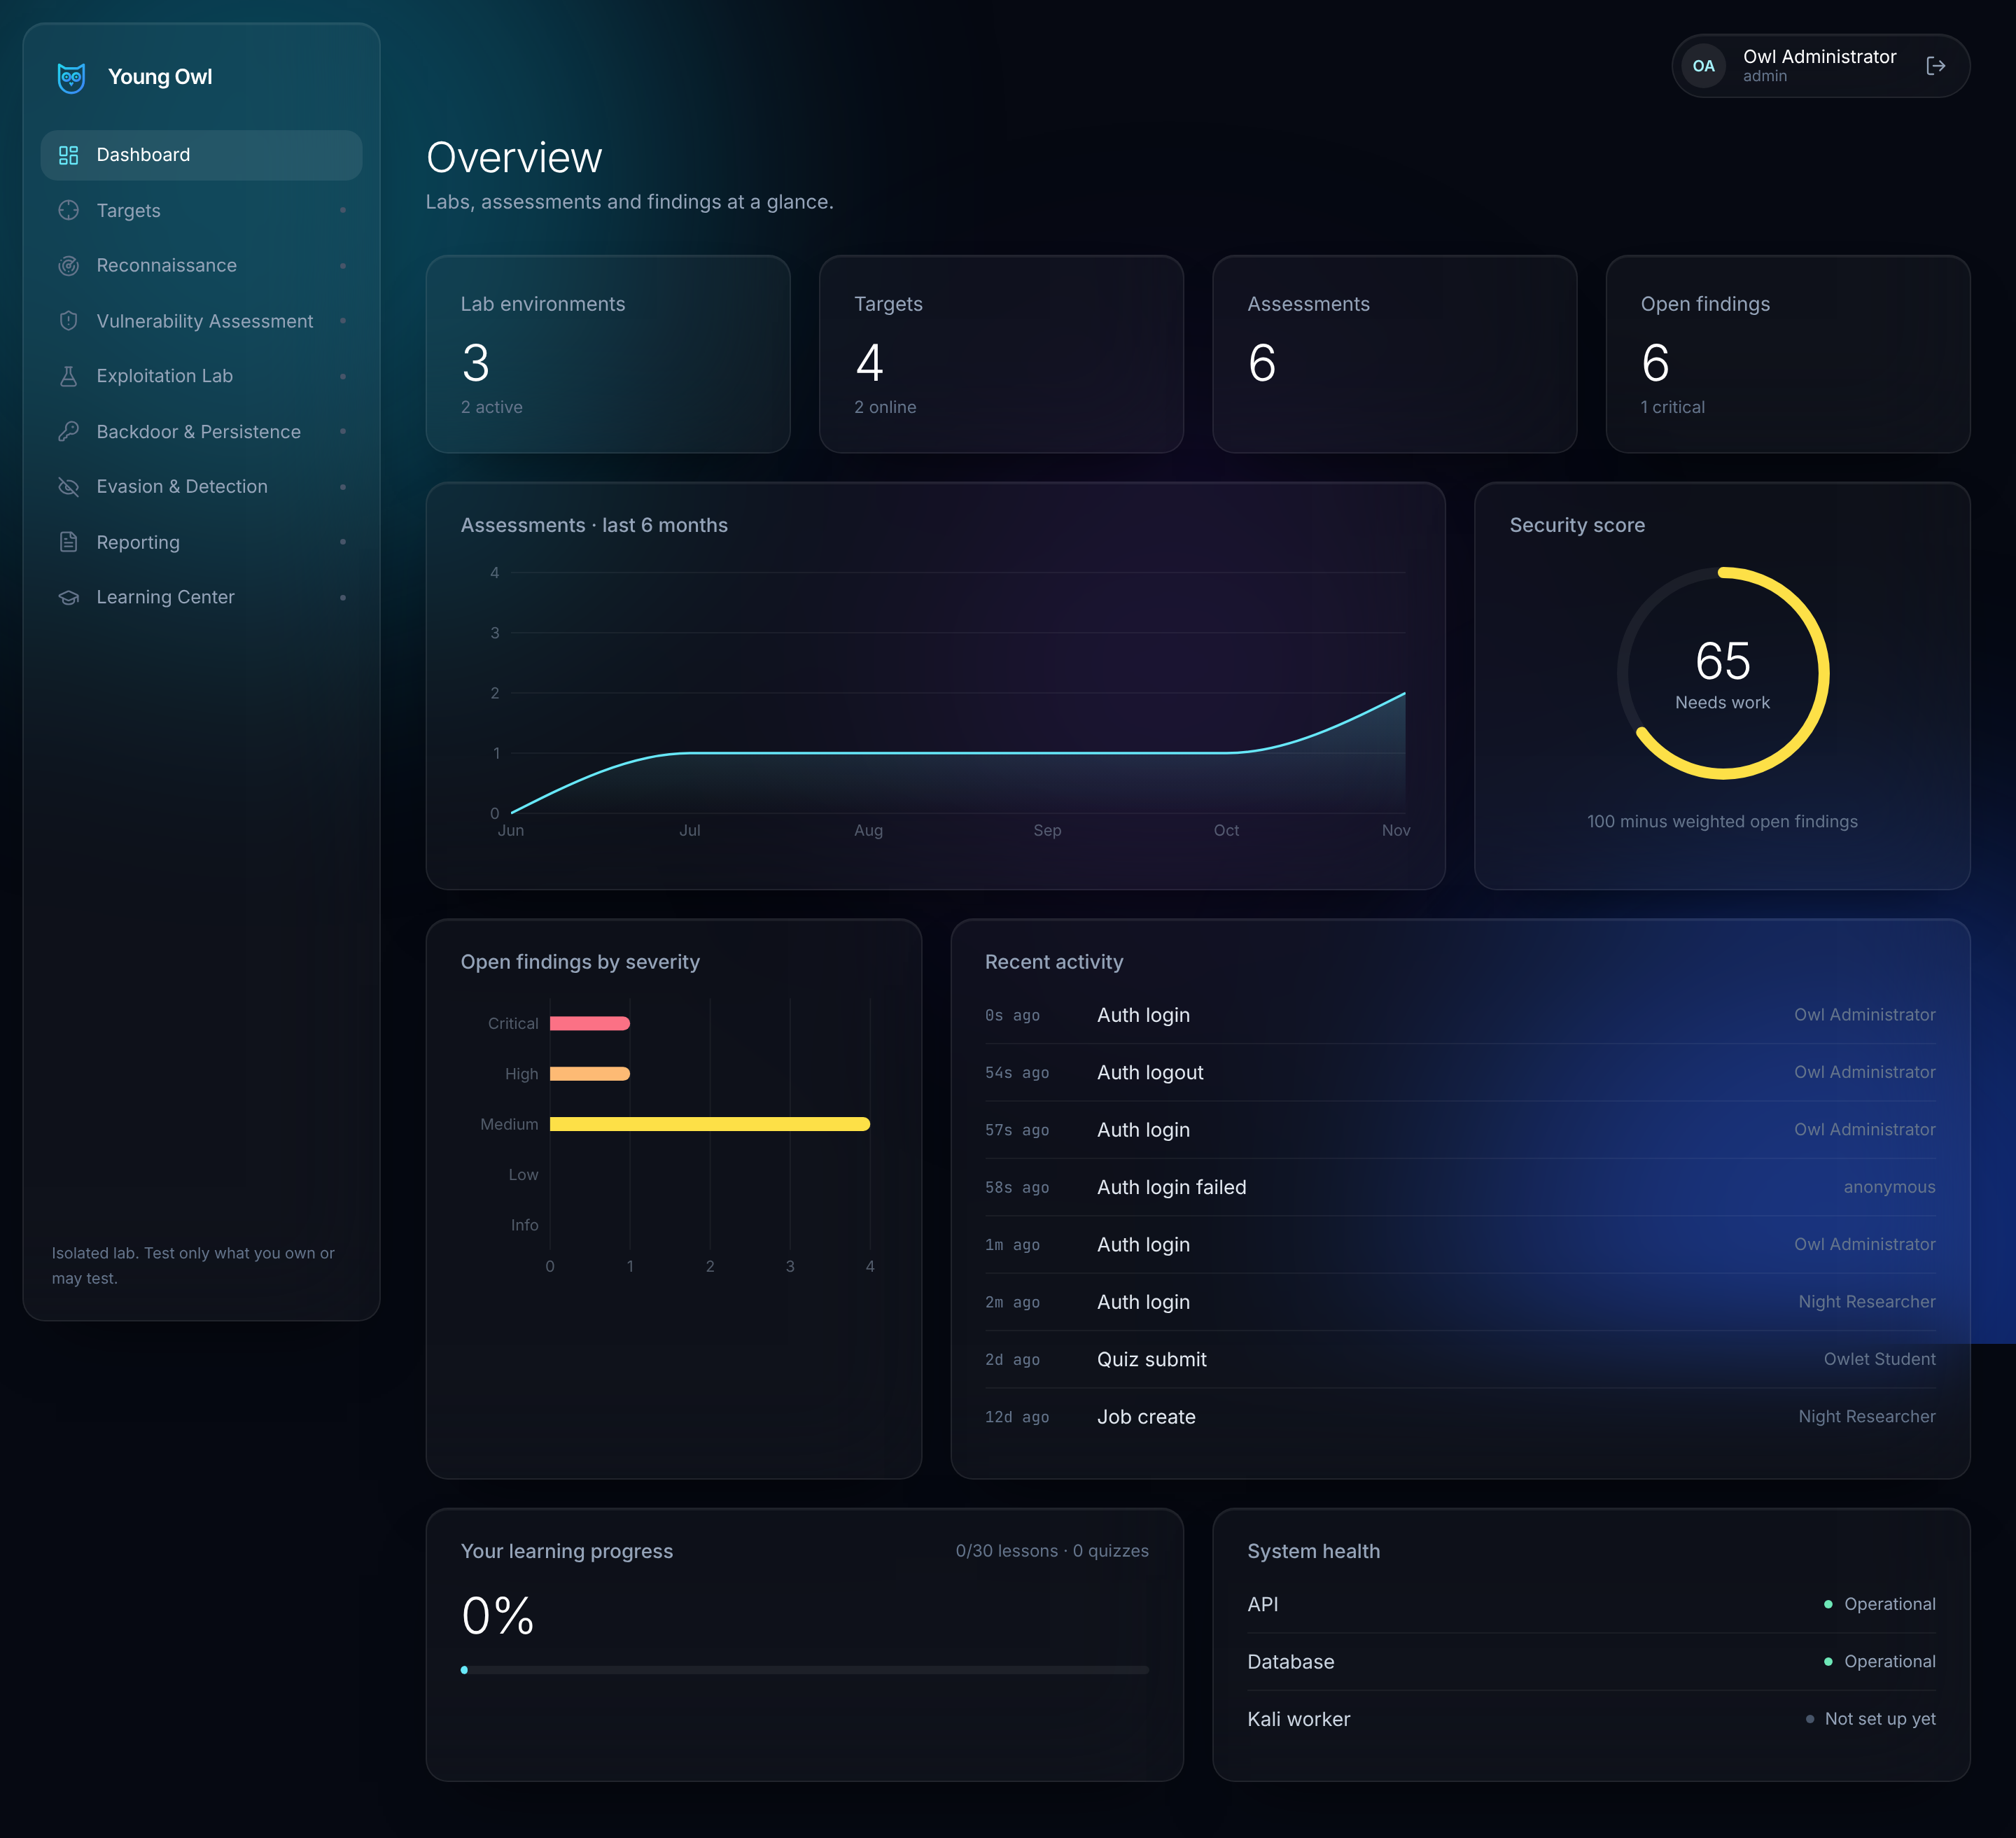 Young Owl
Dashboard
Targets
Reconnaissance
Vulnerability Assessment
Exploitation Lab
Backdoor & Persistence
Evasion & Detection
Reporting
Learning Center
Isolated lab. Test only what you own or
may test.
OA
Owl Administrator
admin
Overview
Labs, assessments and findings at a glance.
Lab environments
3
2 active
Targets
4
2 online
Assessments
6
Open findings
6
1 critical
Assessments · last 6 months
4
3
2
1
0
Jun Jul Aug Sep Oct Nov
Security score
65
Needs work
100 minus weighted open findings
Open findings by severity
Critical
High
Medium
Low
Info
0 1 2 3 4
Recent activity
0s ago Auth login Owl Administrator
54s ago Auth logout Owl Administrator
57s ago Auth login Owl Administrator
58s ago Auth login failed anonymous
1m ago Auth login Owl Administrator
2m ago Auth login Night Researcher
2d ago Quiz submit Owlet Student
12d ago Job create Night Researcher
Your learning progress 0/30 lessons · 0 quizzes
0%
System health
API Operational
Database Operational
Kali worker Not set up yet